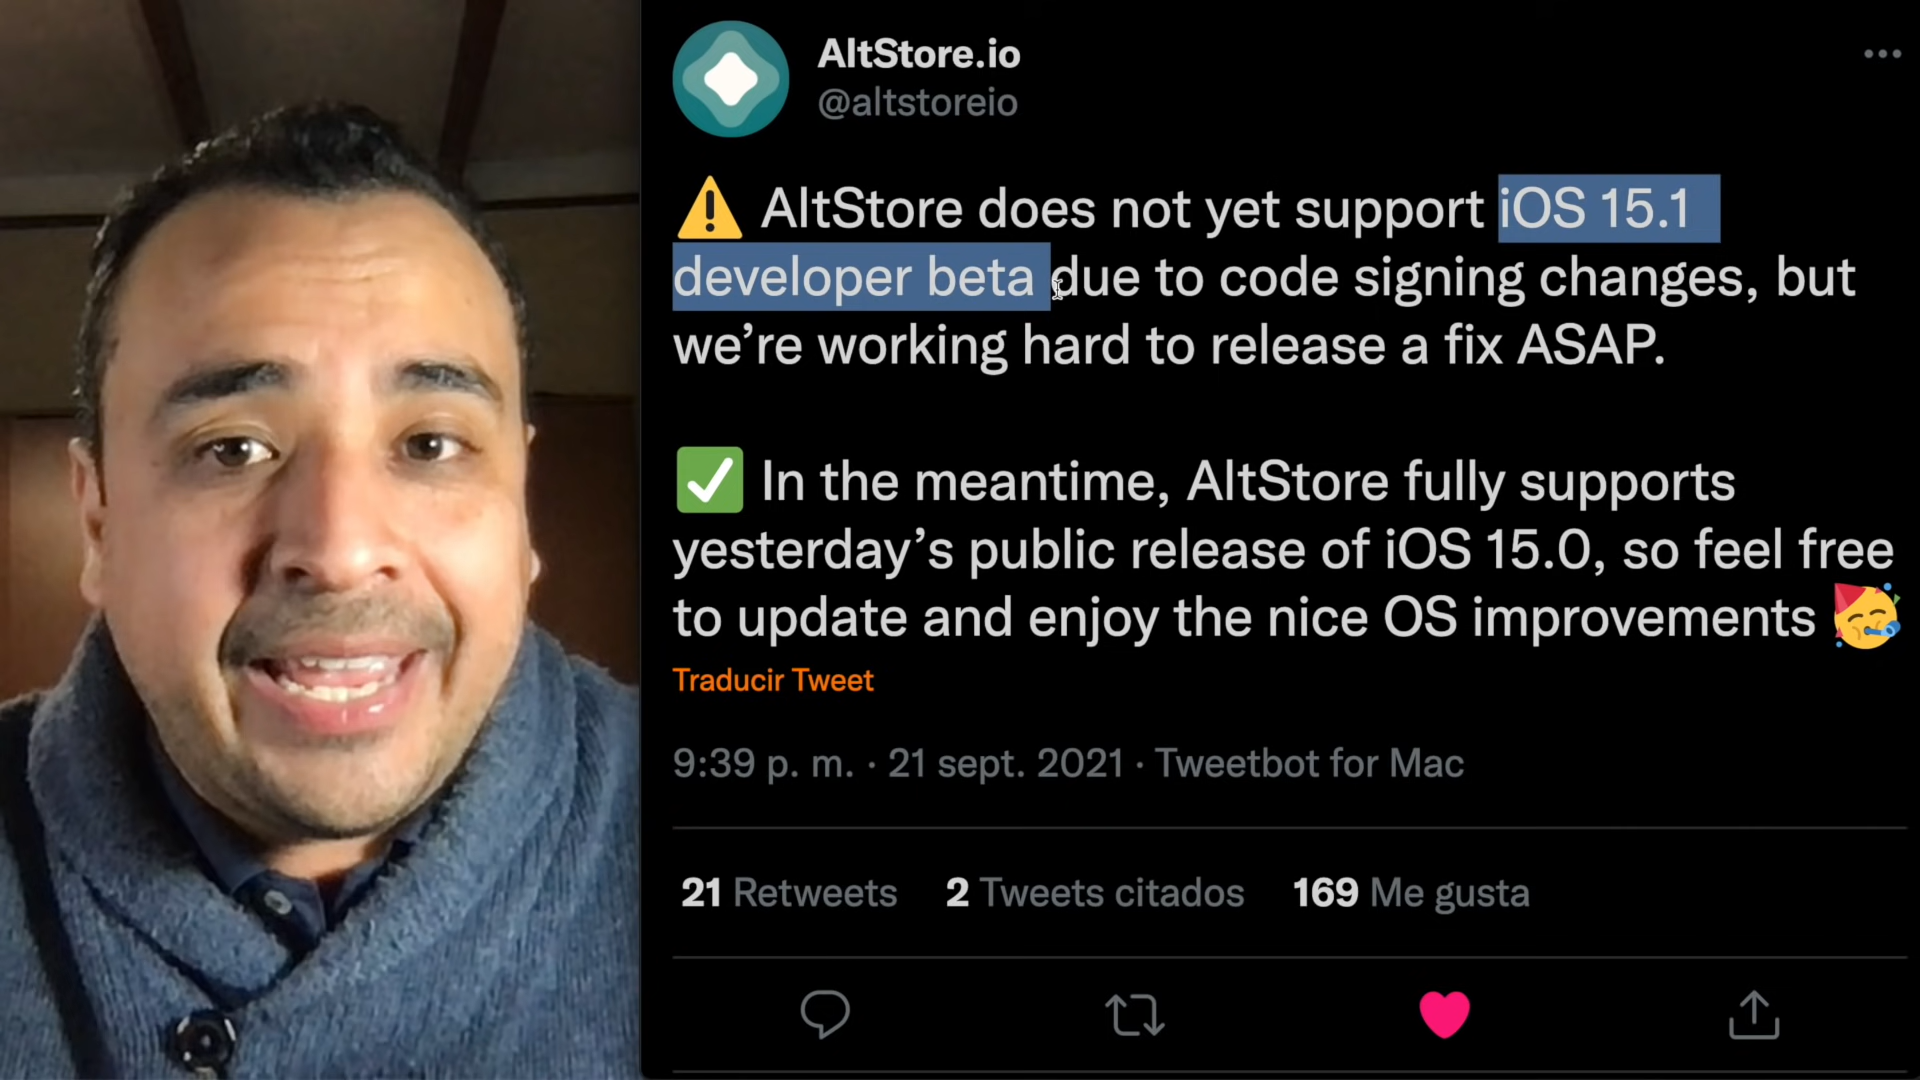 AltStore.io
@altstoreio
⚠️ AltStore does not yet support iOS 15.1
developer beta due to code signing changes, but
we’re working hard to release a fix ASAP.
✅ In the meantime, AltStore fully supports
yesterday’s public release of iOS 15.0, so feel free
to update and enjoy the nice OS improvements 🥳
Traducir Tweet
9:39 p. m. · 21 sept. 2021 · Tweetbot for Mac
21 Retweets 2 Tweets citados 169 Me gusta